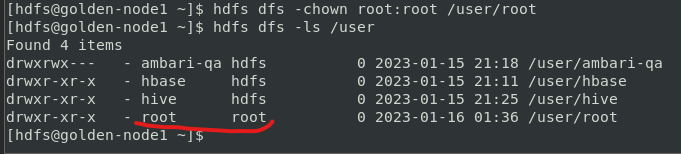 [hdfs@golden-node1 ~]$ hdfs dfs -chown root:root /user/root
[hdfs@golden-node1 ~]$ hdfs dfs -ls /user
Found 4 items
drwxrwx---   - ambari-qa hdfs          0 2023-01-15 21:18 /user/ambari-qa
drwxr-xr-x   - hbase     hdfs          0 2023-01-15 21:11 /user/hbase
drwxr-xr-x   - hive      hdfs          0 2023-01-15 21:25 /user/hive
drwxr-xr-x   - root      root          0 2023-01-16 01:36 /user/root
[hdfs@golden-node1 ~]$